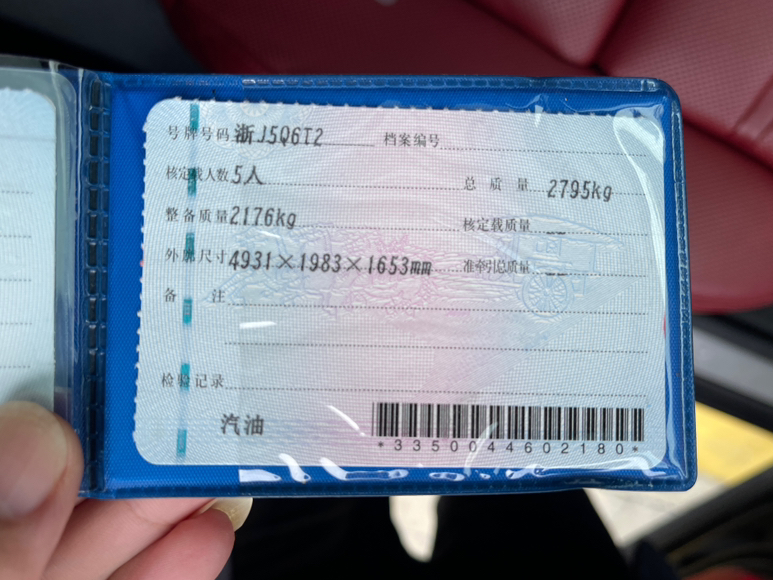 号牌号码 浙J5Q6T2 档案编号
核定载人数 5人 总质量 2795kg
整备质量 2176kg 核定载质量 --
外廓尺寸 4931×1983×1653mm 准牵引总质量 --
备注
检验记录
汽油
*3350044602180*